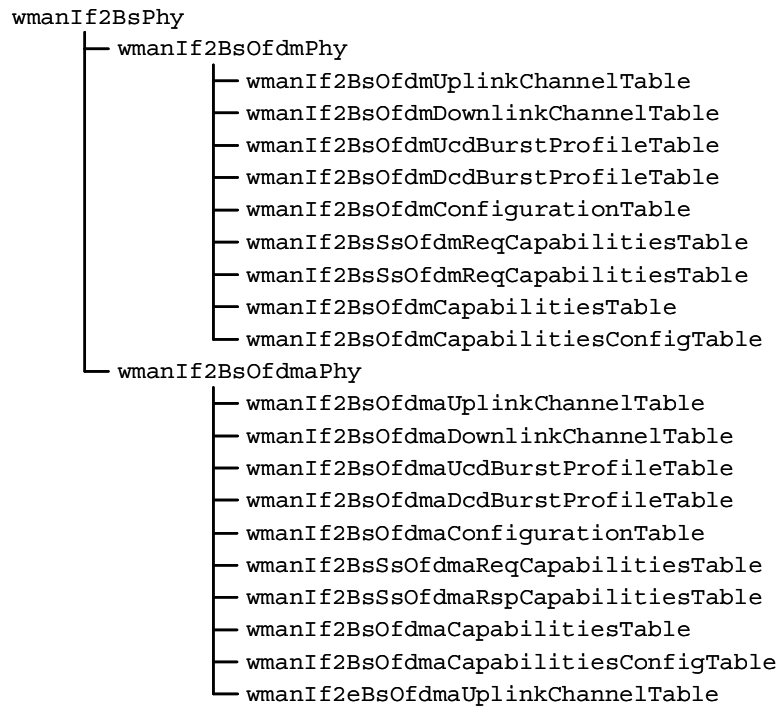 wmanIf2BsPhy
wmanIf2BsOfdmPhy
wmanIf2BsOfdmUplinkChannelTable
wmanIf2BsOfdmDownlinkChannelTable
wmanIf2BsOfdmUcdBurstProfileTable
wmanIf2BsOfdmDcdBurstProfileTable
wmanIf2BsOfdmConfigurationTable
wmanIf2BsSsOfdmReqCapabilitiesTable
wmanIf2BsSsOfdmReqCapabilitiesTable
wmanIf2BsOfdmCapabilitiesTable
wmanIf2BsOfdmCapabilitiesConfigTable
wmanIf2BsOfdmaPhy
wmanIf2BsOfdmaUplinkChannelTable
wmanIf2BsOfdmaDownlinkChannelTable
wmanIf2BsOfdmaUcdBurstProfileTable
wmanIf2BsOfdmaDcdBurstProfileTable
wmanIf2BsOfdmaConfigurationTable
wmanIf2BsSsOfdmaReqCapabilitiesTable
wmanIf2BsSsOfdmaRspCapabilitiesTable
wmanIf2BsOfdmaCapabilitiesTable
wmanIf2BsOfdmaCapabilitiesConfigTable
wmanIf2eBsOfdmaUplinkChannelTable